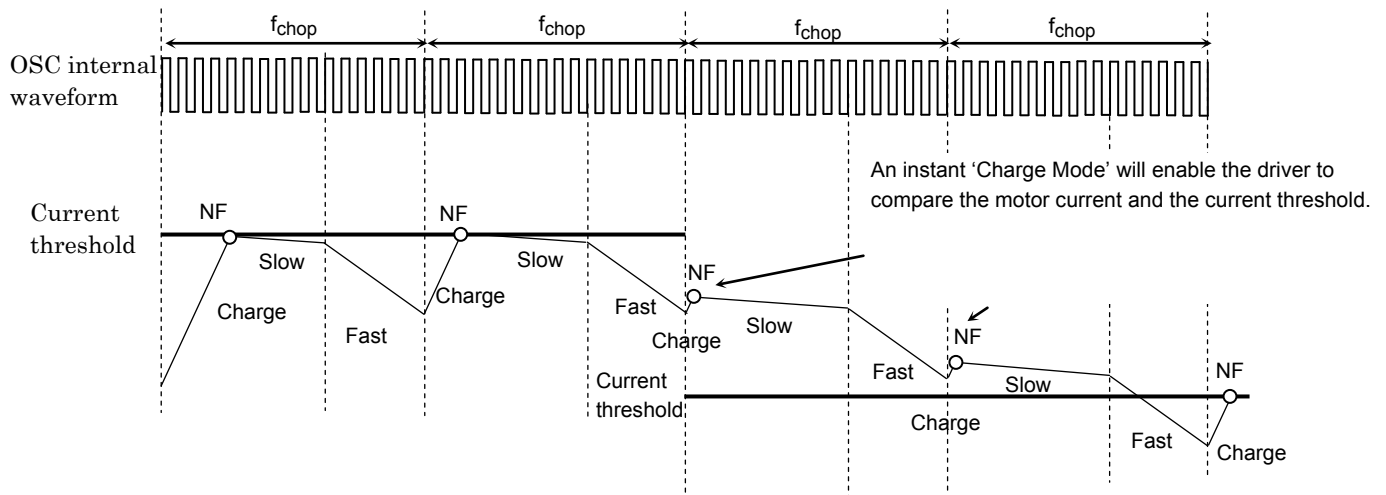 fchop fchop fchop fchop
OSC internal
waveform
An instant ‘Charge Mode’ will enable the driver to
compare the motor current and the current threshold.
Current
threshold
NF
NF
Slow
Slow
Charge
Fast
Charge
Fast
Charge
NF
Slow
NF
Fast
Slow
NF
Current
threshold
Charge
Fast
Charge